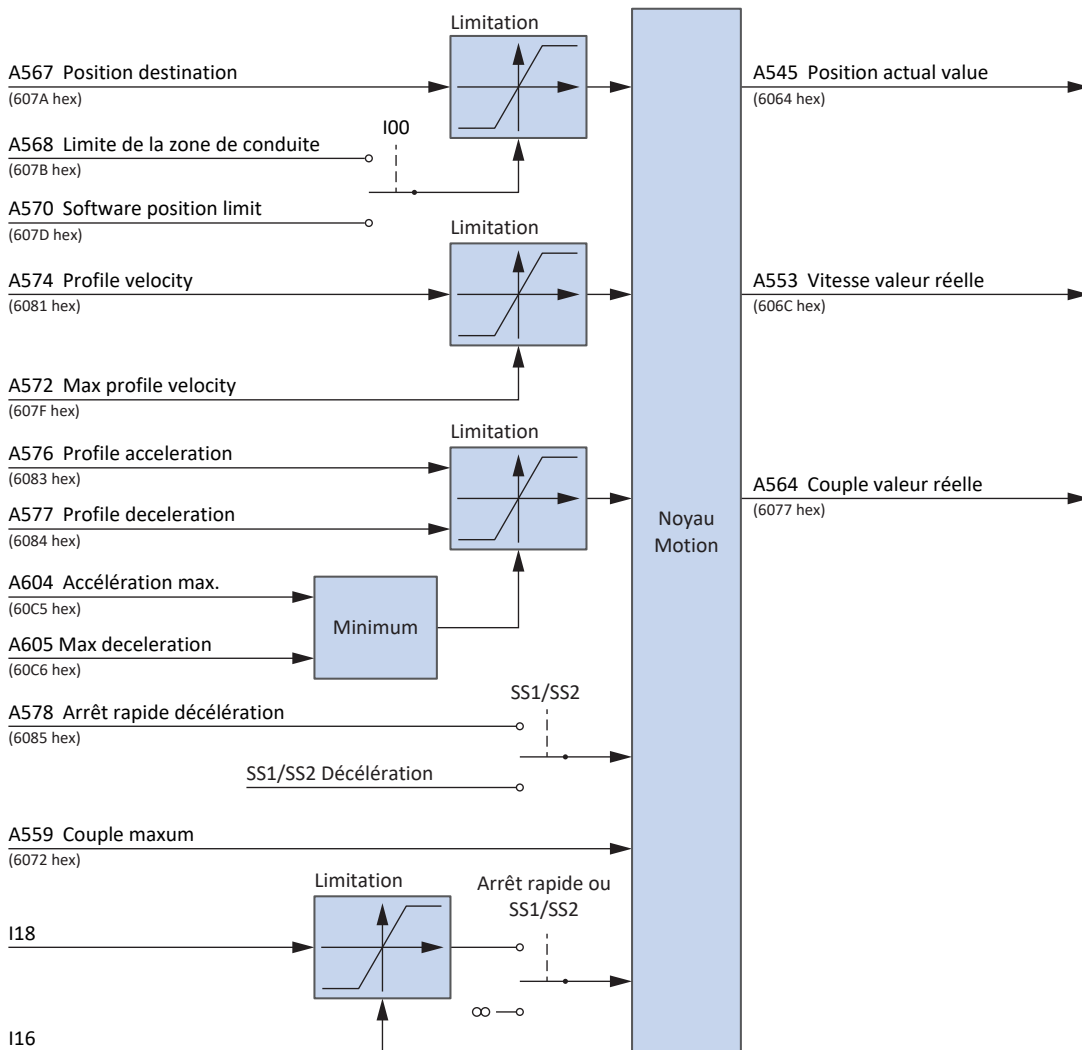 Limitation
A567 Position destination
(607A hex)
A545 Position actual value
(6064 hex)
I00
A568 Limite de la zone de conduite
(607B hex)
A570 Software position limit
(607D hex)
Limitation
A574 Profile velocity
(6081 hex)
A553 Vitesse valeur réelle
(606C hex)
A572 Max profile velocity
(607F hex)
Limitation
A576 Profile acceleration
(6083 hex)
A564 Couple valeur réelle
(6077 hex)
A577 Profile deceleration
(6084 hex)
Noyau
Motion
A604 Accélération max.
(60C5 hex)
Minimum
A605 Max deceleration
(60C6 hex)
SS1/SS2
A578 Arrêt rapide décélération
(6085 hex)
SS1/SS2 Décélération
A559 Couple maxum
(6072 hex)
Limitation
Arrêt rapide ou
SS1/SS2
I18
∞
I16